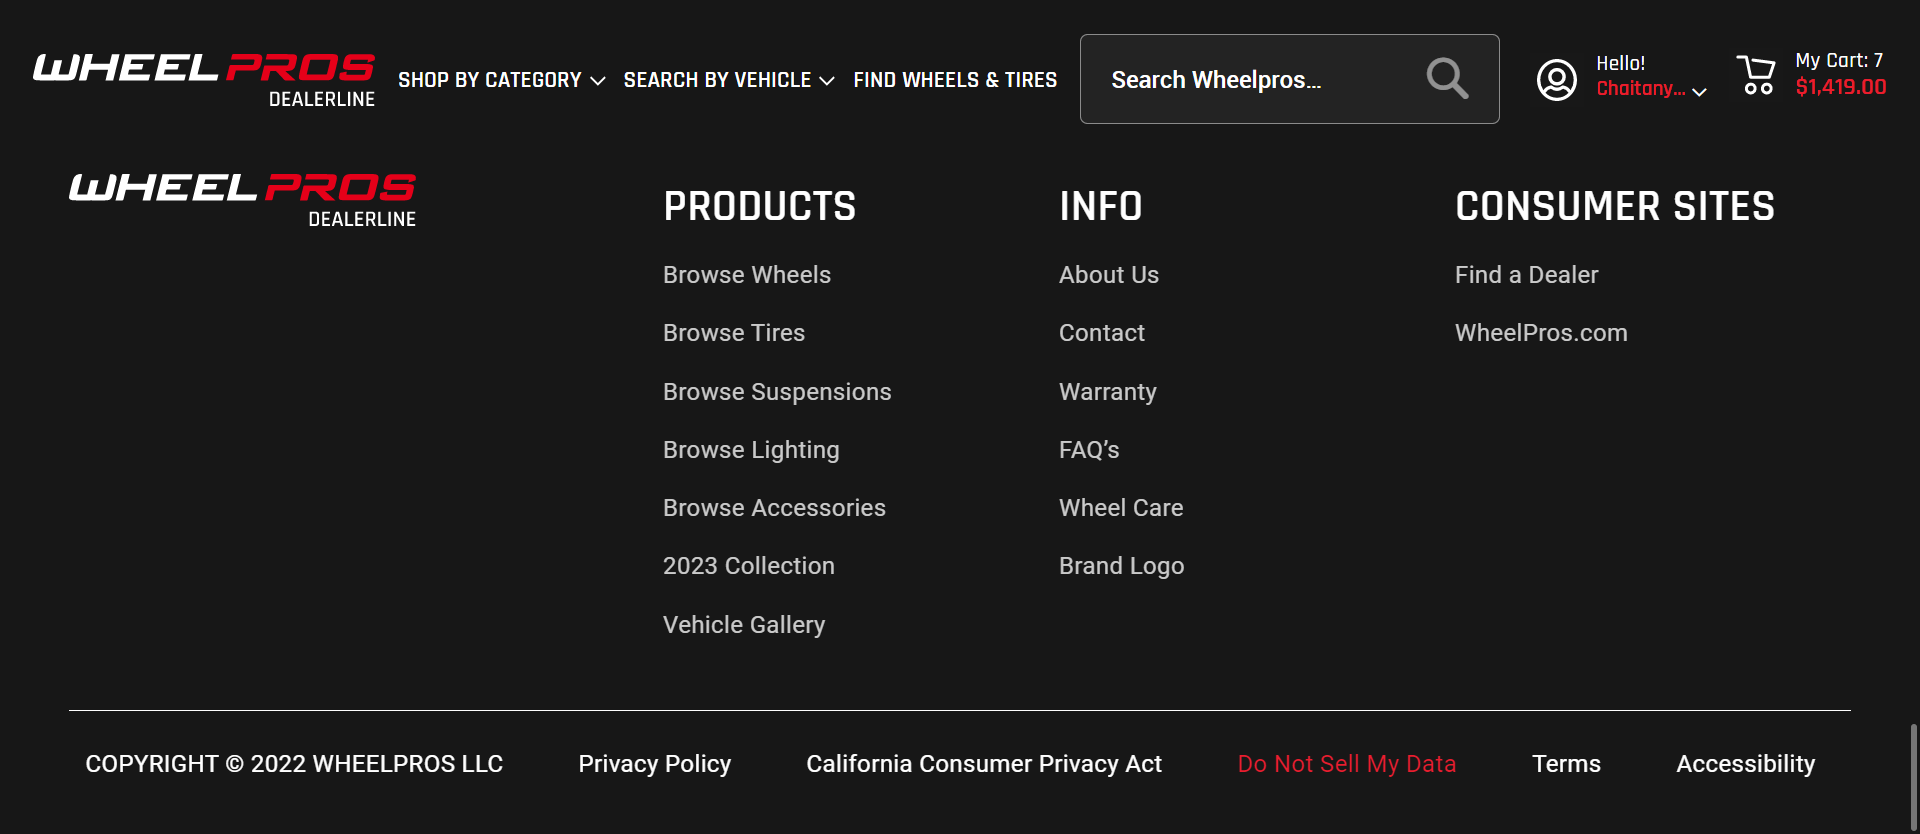 WHEEL PROS
DEALERLINE
SHOP BY CATEGORY
SEARCH BY VEHICLE
FIND WHEELS & TIRES
Search Wheelpros...
Hello!
Chaitany...
My Cart: 7
$1,419.00
WHEEL PROS
DEALERLINE
PRODUCTS
Browse Wheels
Browse Tires
Browse Suspensions
Browse Lighting
Browse Accessories
2023 Collection
Vehicle Gallery
INFO
About Us
Contact
Warranty
FAQ’s
Wheel Care
Brand Logo
CONSUMER SITES
Find a Dealer
WheelPros.com
COPYRIGHT © 2022 WHEELPROS LLC
Privacy Policy
California Consumer Privacy Act
Do Not Sell My Data
Terms
Accessibility